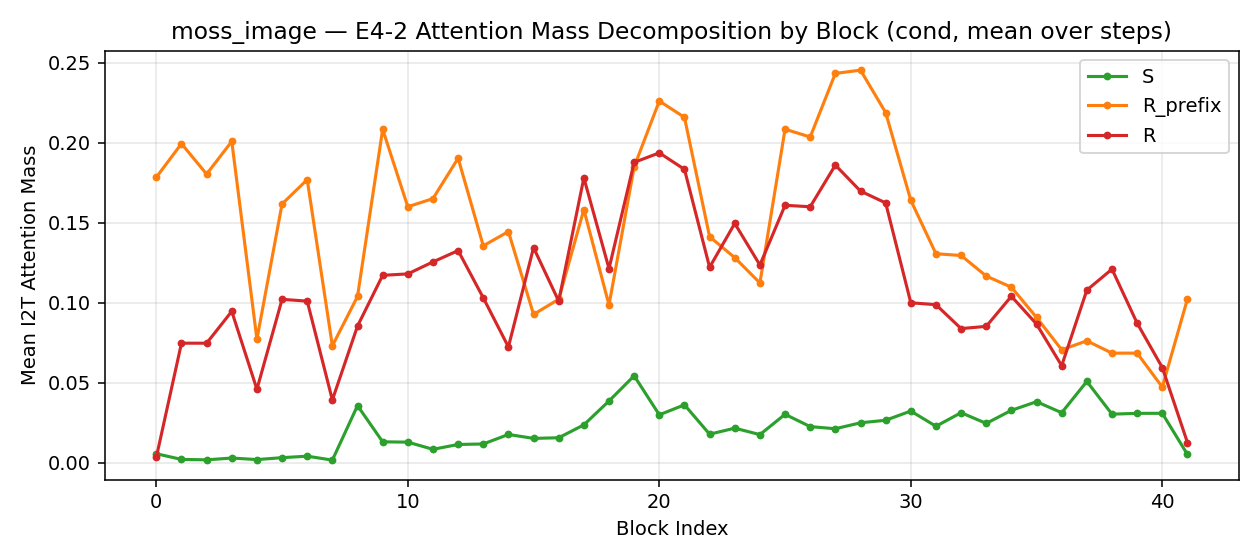 moss_image — E4-2 Attention Mass Decomposition by Block (cond, mean over steps)
S
R_prefix
R
Mean I2T Attention Mass
0.25
0.20
0.15
0.10
0.05
0.00
0 10 20 30 40
Block Index